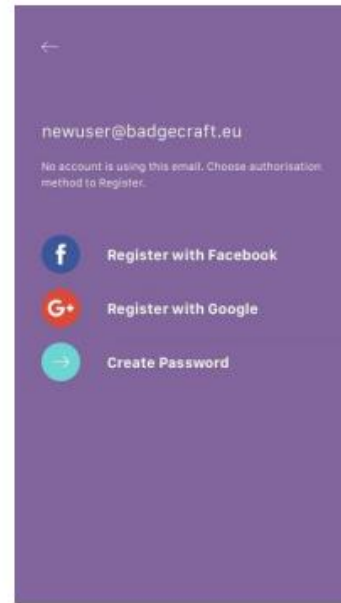 newuser@badgecraft.eu
No account is using this email. Choose authorisation
method to Register.
f Register with Facebook
G+ Register with Google
Create Password